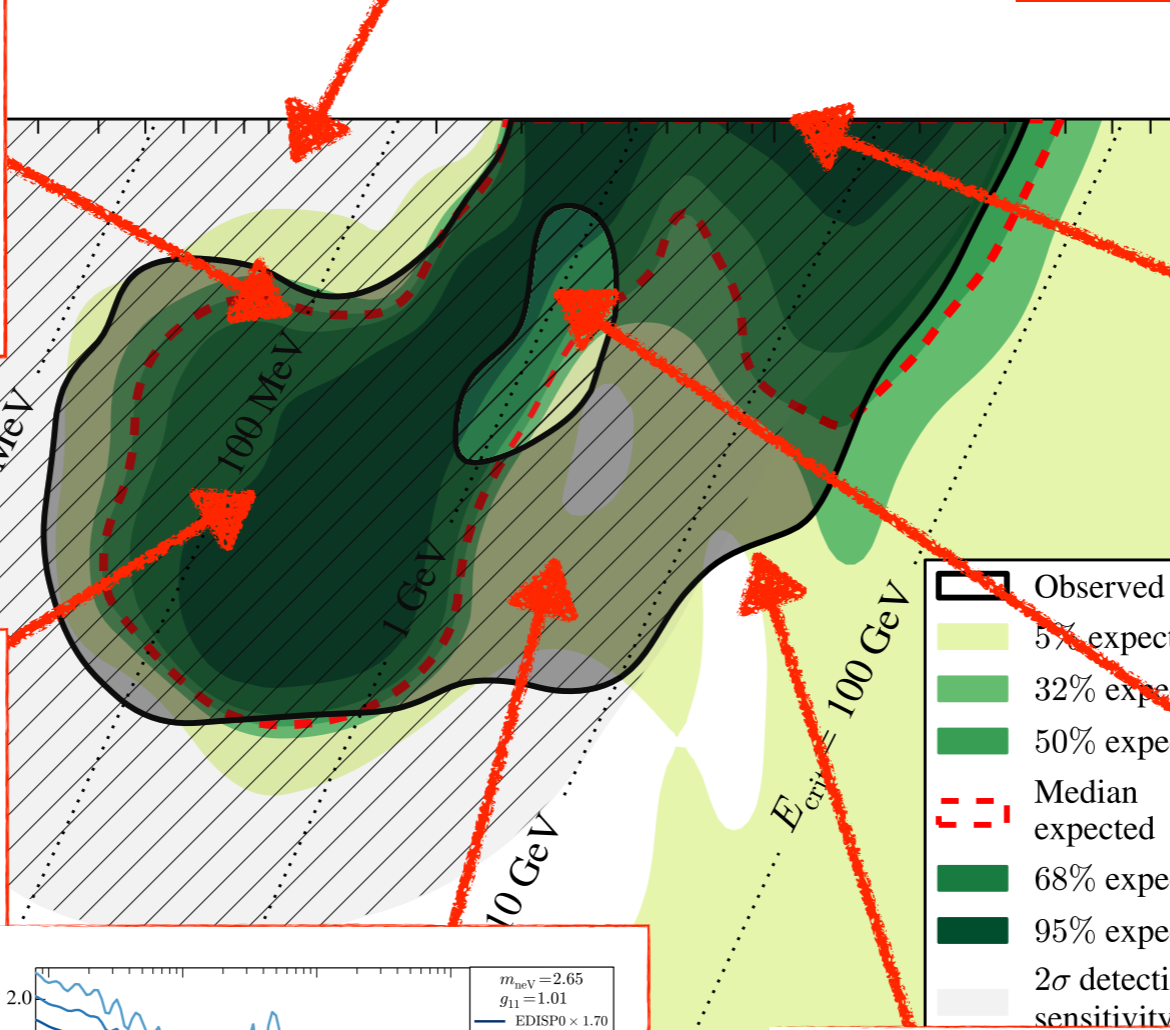 MeV
100 MeV
1 GeV
10 GeV
E_crit = 100 GeV
Observed
5% expect
32% expe
50% expe
Median
expected
68% expe
95% expe
2σ detecti
sensitivity
2.0
m_neV = 2.65
g_11 = 1.01
EDISP0 × 1.70